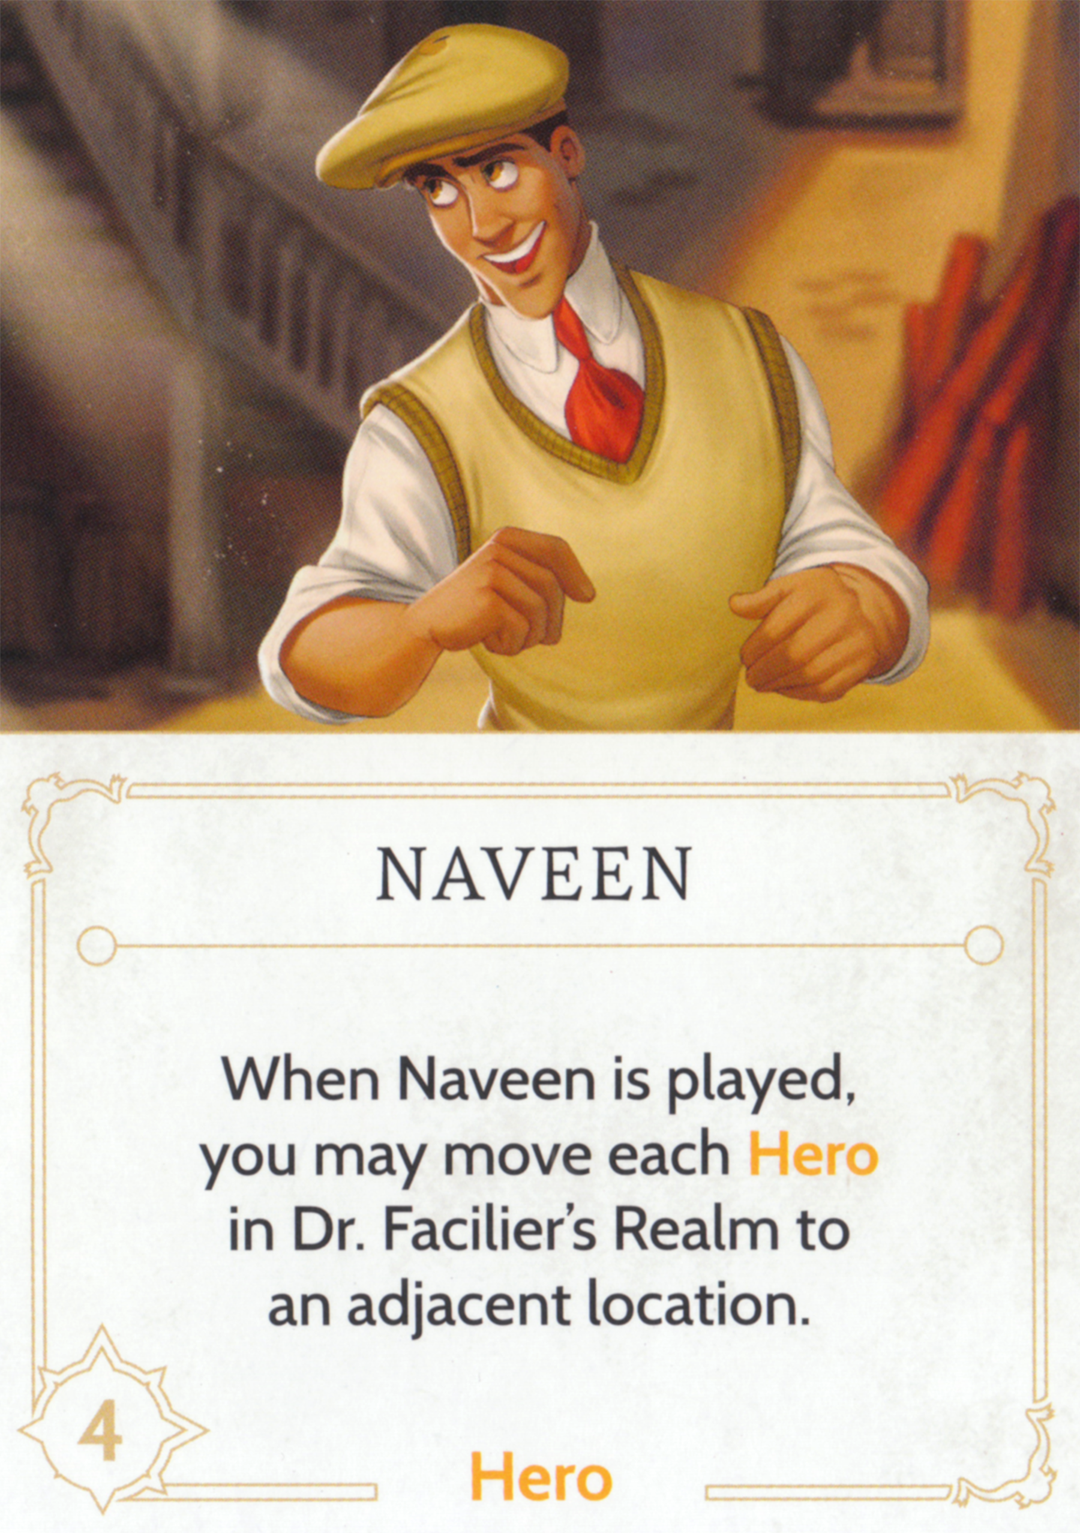 NAVEEN
When Naveen is played,
you may move each Hero
in Dr. Facilier’s Realm to
an adjacent location.
4
Hero